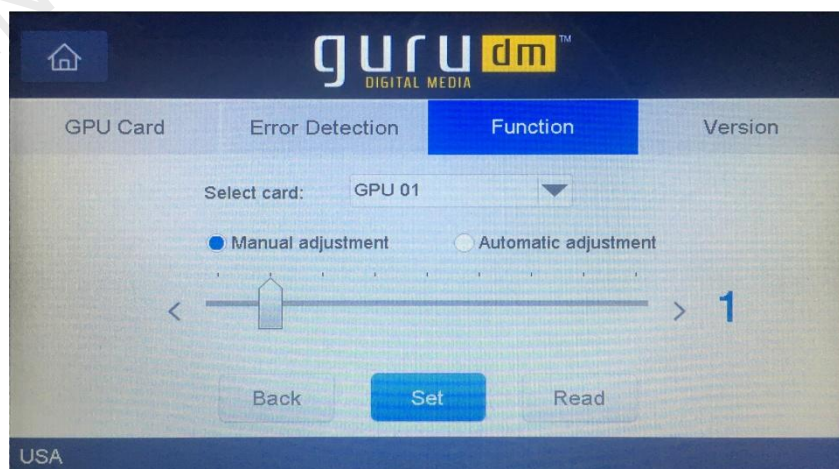 guru dm™
DIGITAL MEDIA
GPU Card Error Detection Function Version
Select card: GPU 01
Manual adjustment Automatic adjustment
< > 1
Back Set Read
USA